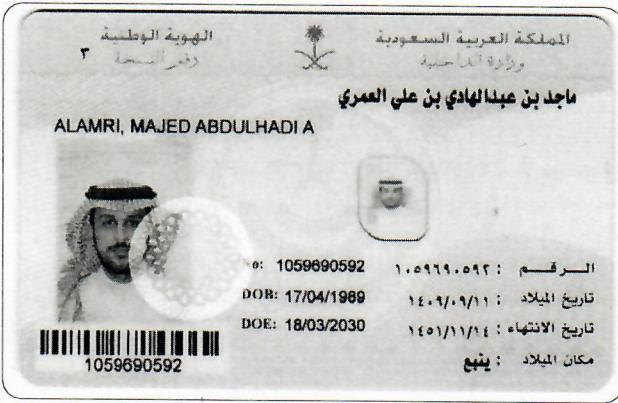 المملكة العربية السعودية
وزارة الداخلية
الهوية الوطنية
رقم النسخة ٣
ماجد بن عبدالهادي بن علي العمري
ALAMRI, MAJED ABDULHADI A
الرقم : ١٠٥٩٦٩٠٥٩٢
No: 1059690592
تاريخ الميلاد : ١٤٠٩/٠٩/١١
DOB: 17/04/1989
تاريخ الانتهاء : ١٤٥١/١١/١٤
DOE: 18/03/2030
مكان الميلاد : ينبع
1059690592